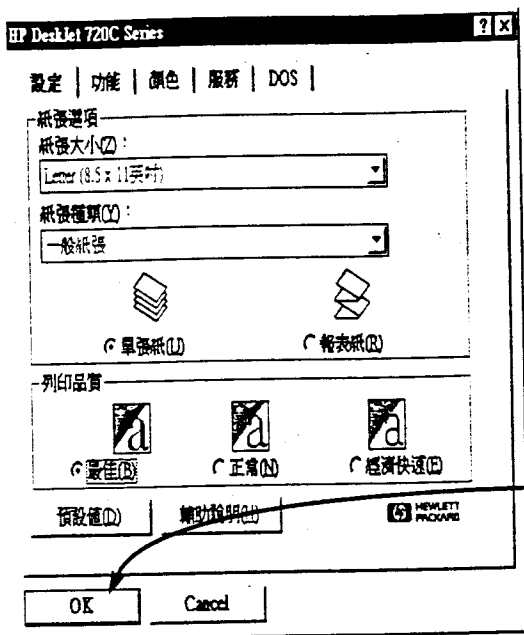 HP DeskJet 720C Series
設定 功能 顏色 服務 DOS
紙張選項
紙張大小(Z):
Letter (8.5 x 11英吋)
紙張種類(Y):
一般紙張
單張紙(U) 報表紙(R)
列印品質
最佳(B) 正常(N) 經濟快速(E)
預設值(D) 輔助說明(H) HEWLETT
PACKARD
OK Cancel